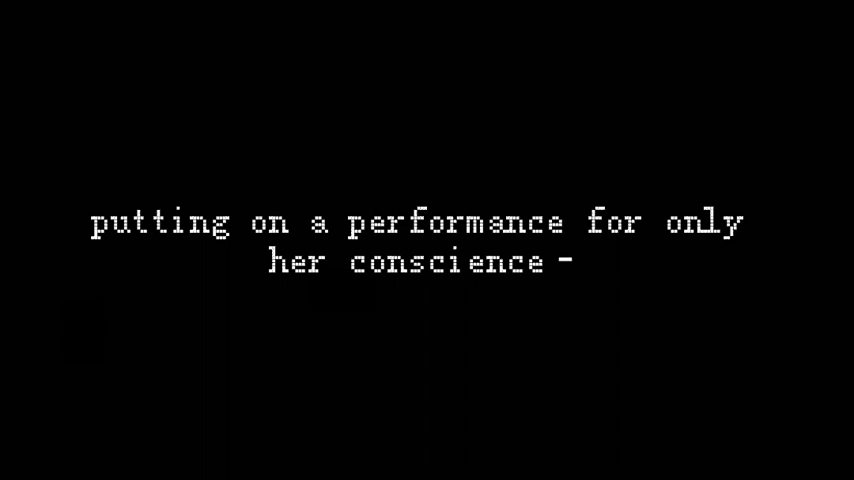 putting on a performance for only
her conscience -